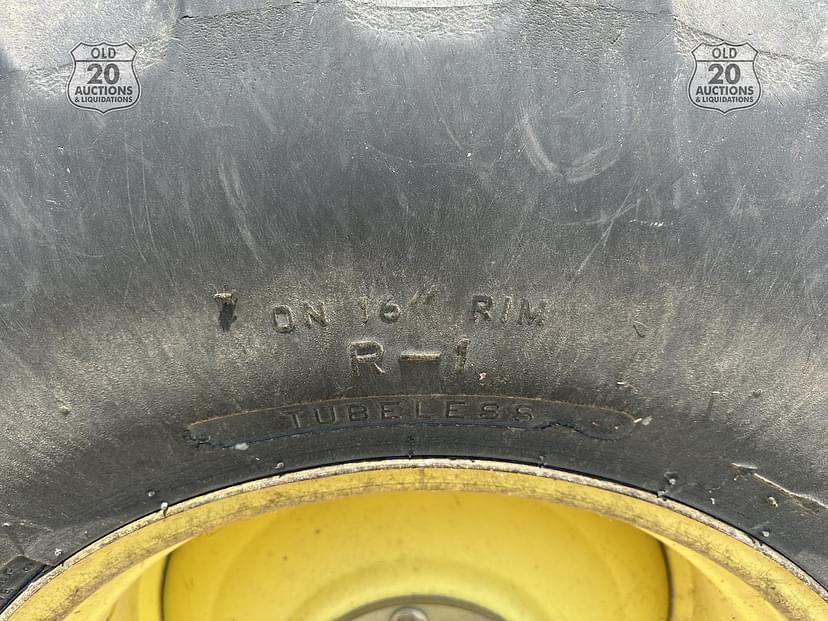 OLD
20
AUCTIONS
& LIQUIDATIONS
OLD
20
AUCTIONS
& LIQUIDATIONS
ON 16" RIM
R-1
TUBELESS